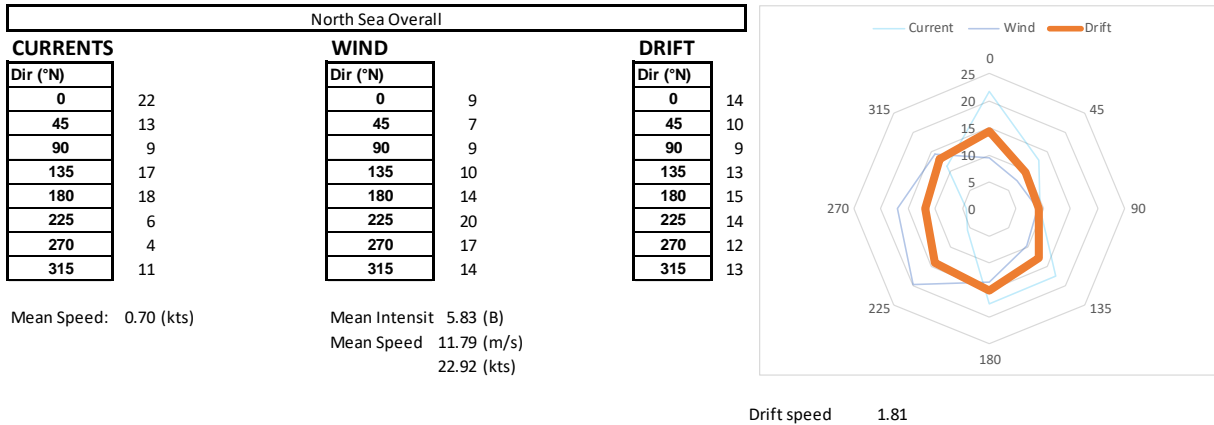 North Sea Overall
CURRENTS WIND DRIFT
Dir (°N) Dir (°N) Dir (°N)
0 22 0 9 0 14
45 13 45 7 45 10
90 9 90 9 90 9
135 17 135 10 135 13
180 18 180 14 180 15
225 6 225 20 225 14
270 4 270 17 270 12
315 11 315 14 315 13
Mean Speed: 0.70 (kts) Mean Intensit 5.83 (B)
Mean Speed 11.79 (m/s)
22.92 (kts)
Current Wind Drift
0
25
315 20 45
15
10
5
270 0 90
225 135
180
Drift speed 1.81